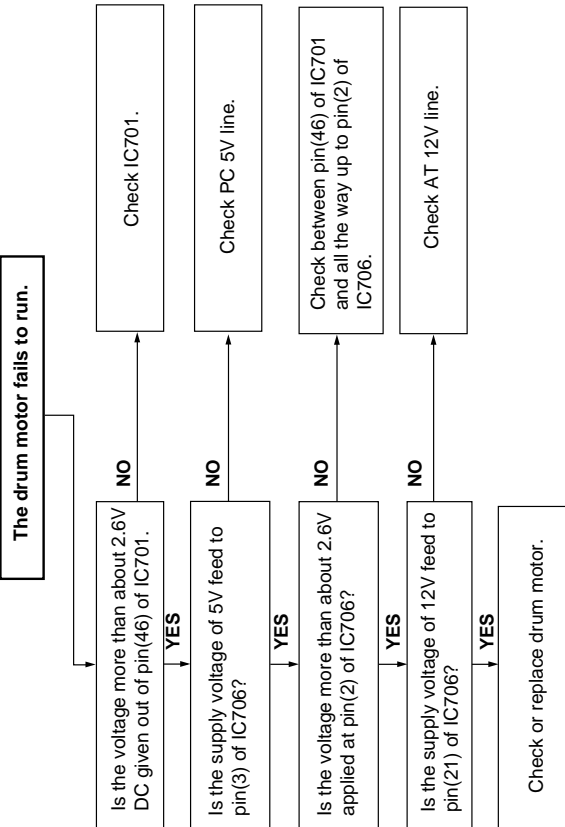 The drum motor fails to run.
Is the voltage more than about 2.6V
DC given out of pin(46) of IC701.
NO
Check IC701.
YES
Is the supply voltage of 5V feed to
pin(3) of IC706?
NO
Check PC 5V line.
YES
Is the voltage more than about 2.6V
applied at pin(2) of IC706?
NO
Check between pin(46) of IC701
and all the way up to pin(2) of
IC706.
YES
Is the supply voltage of 12V feed to
pin(21) of IC706?
NO
Check AT 12V line.
YES
Check or replace drum motor.